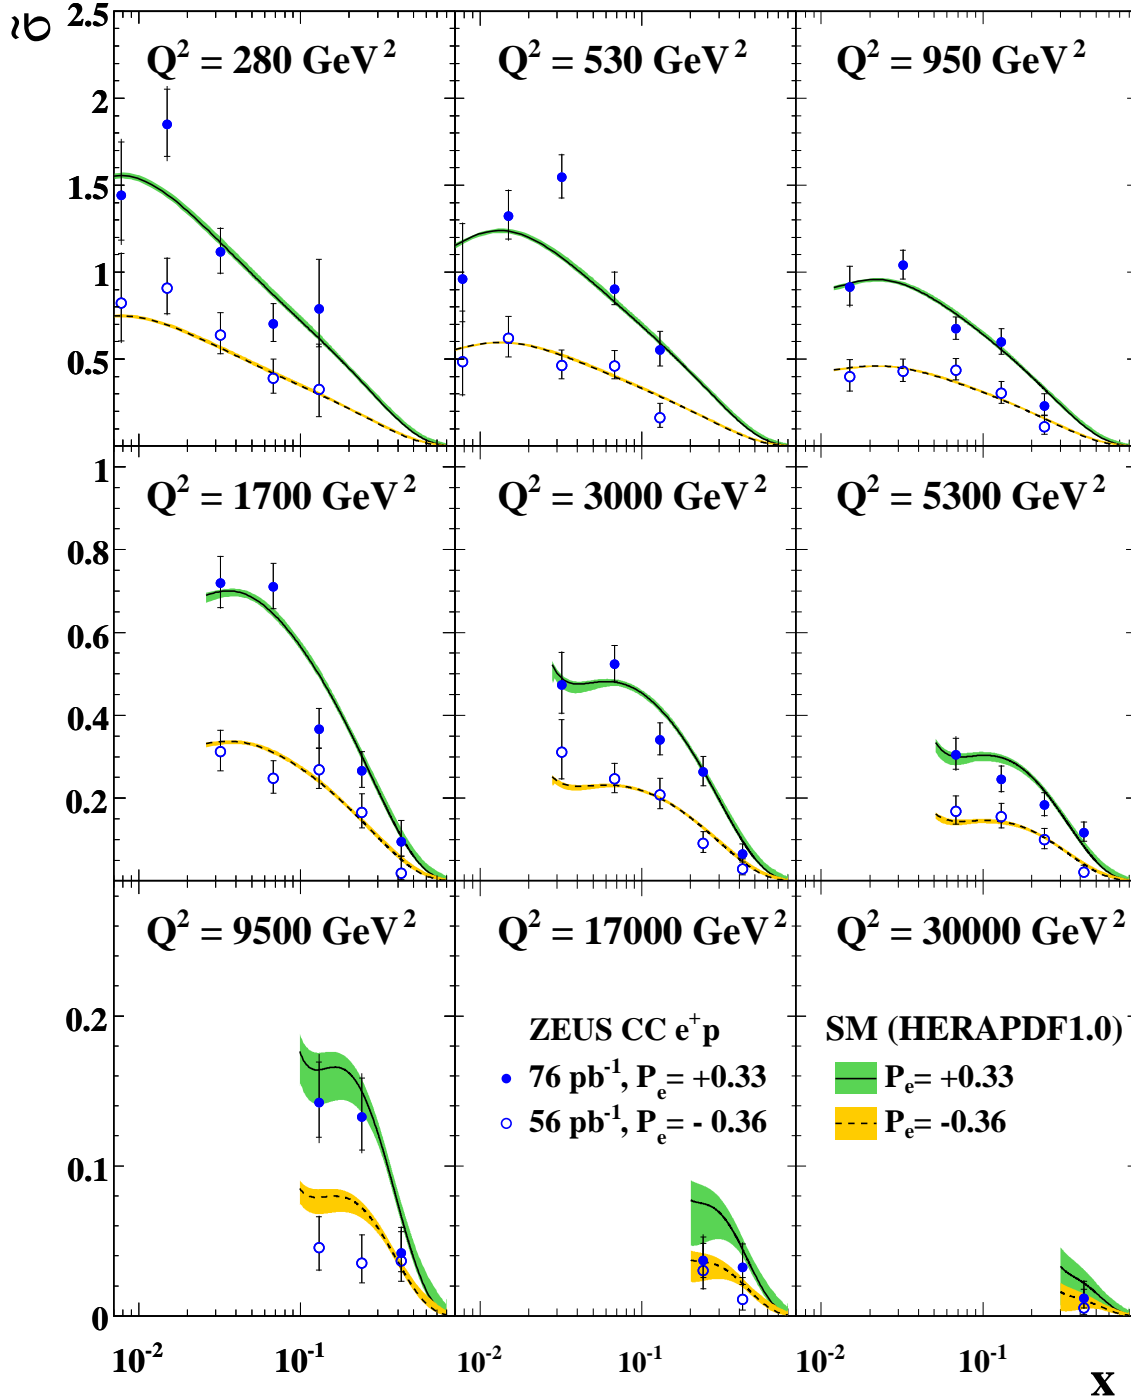 σ̃
2.5
2
1.5
1
0.5
Q² = 280 GeV²
Q² = 530 GeV²
Q² = 950 GeV²
1
0.8
0.6
0.4
0.2
Q² = 1700 GeV²
Q² = 3000 GeV²
Q² = 5300 GeV²
0.2
0.1
0
Q² = 9500 GeV²
Q² = 17000 GeV²
Q² = 30000 GeV²
ZEUS CC e⁺p
76 pb⁻¹, Pₑ= +0.33
56 pb⁻¹, Pₑ= - 0.36
SM (HERAPDF1.0)
Pₑ= +0.33
Pₑ= -0.36
10⁻² 10⁻¹ 10⁻² 10⁻¹ 10⁻² 10⁻¹
x